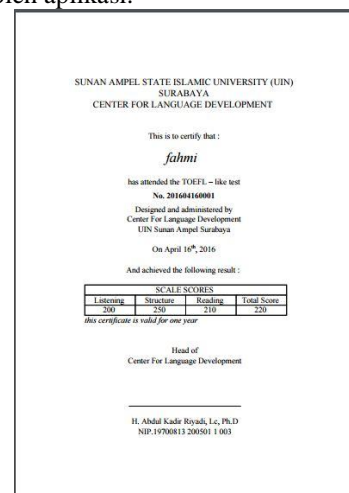 oleh aplikasi.
SUNAN AMPEL STATE ISLAMIC UNIVERSITY (UIN)
SURABAYA
CENTER FOR LANGUAGE DEVELOPMENT
This is to certify that :
fahmi
has attended the TOEFL – like test
No. 201604160001
Designed and administered by
Center For Language Development
UIN Sunan Ampel Surabaya
On April 16th, 2016
And achieved the following result :
SCALE SCORES
Listening Structure Reading Total Score
200 250 210 220
this certificate is valid for one year
Head of
Center For Language Development
H. Abdul Kadir Riyadi, Lc, Ph.D
NIP.19700813 200501 1 003